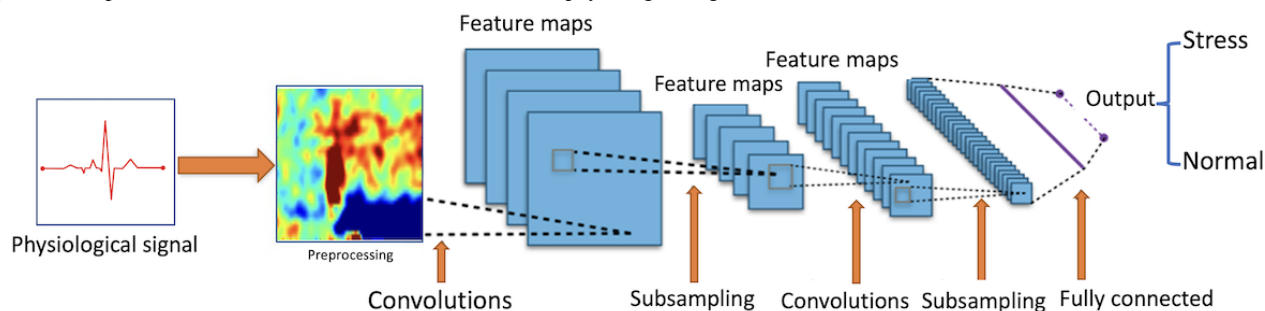 Feature maps
Feature maps
Feature maps
Stress
Output
Normal
Physiological signal
Preprocessing
Convolutions
Subsampling
Convolutions
Subsampling
Fully connected